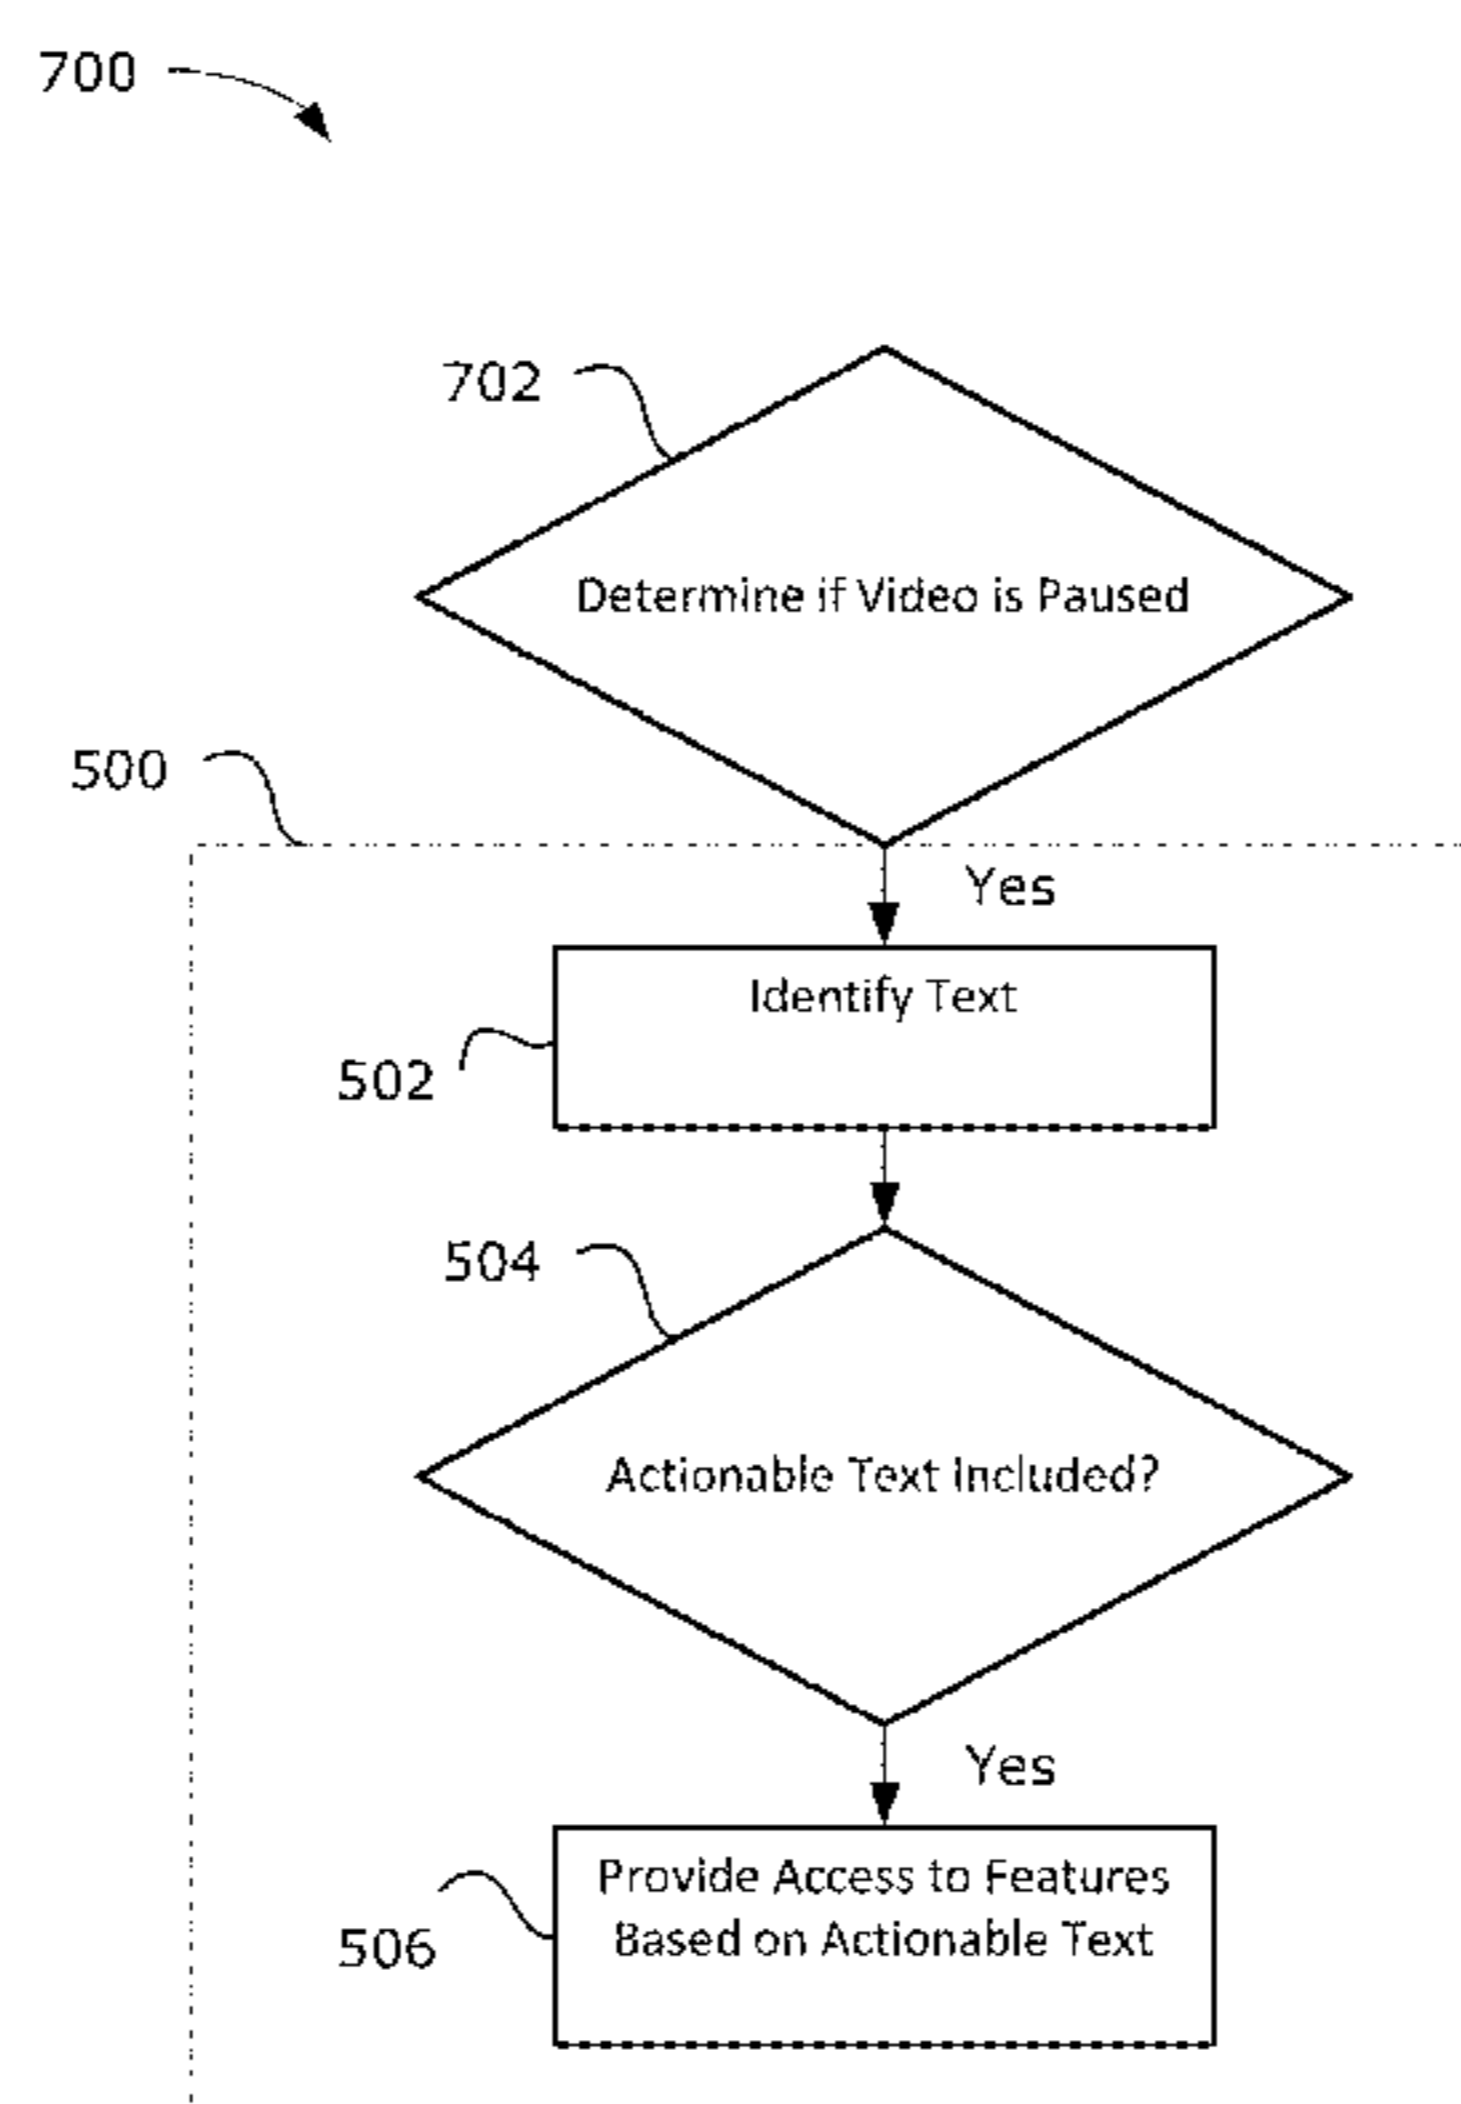 700
702
Determine if Video is Paused
500
Yes
Identify Text
502
504
Actionable Text Included?
Yes
Provide Access to Features
Based on Actionable Text
506